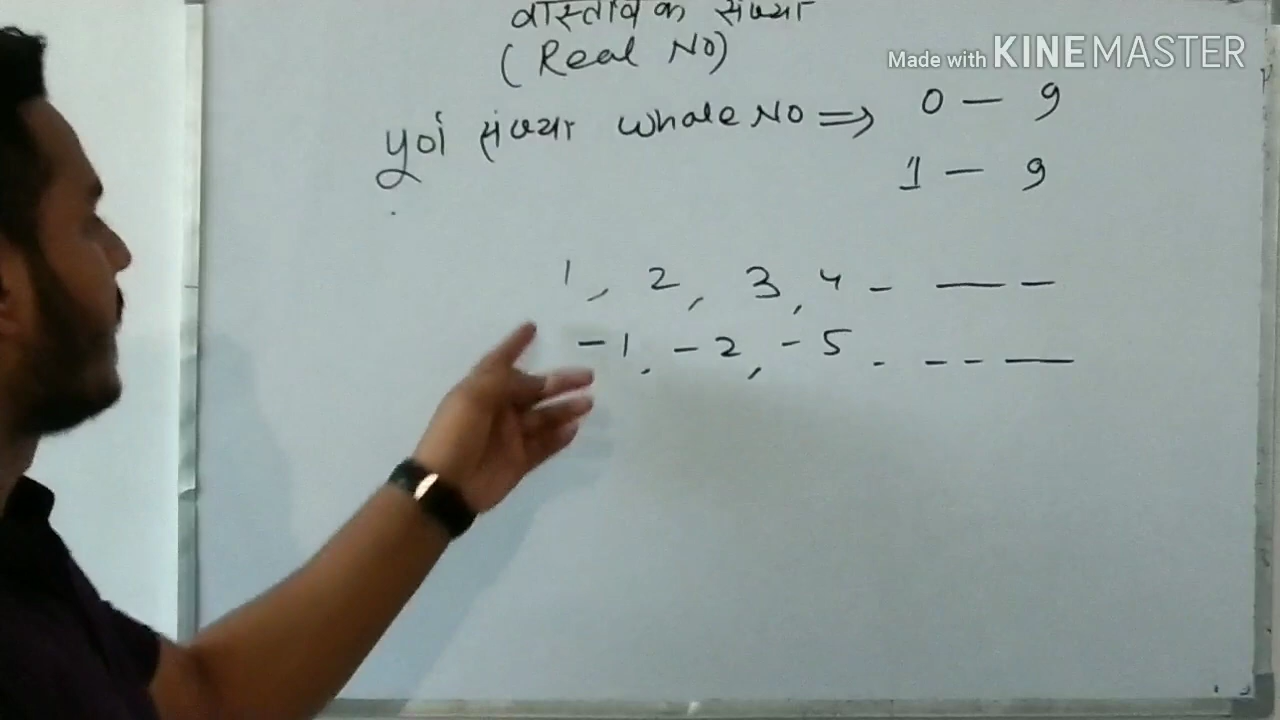 वास्तविक संख्या
(Real No)
Made with KINEMASTER
पूर्ण संख्या Whole No ⇒ 0 — 9
1 — 9
1, 2, 3, 4 - — -
-1, -2, -5 - - - —